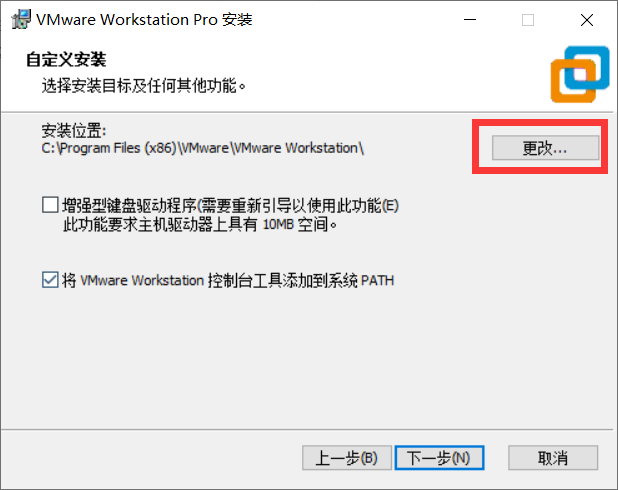 VMware Workstation Pro 安装
自定义安装
选择安装目标及任何其他功能。
安装位置:
C:\Program Files (x86)\VMware\VMware Workstation\
更改...
增强型键盘驱动程序(需要重新引导以使用此功能(E)
此功能要求主机驱动器上具有 10MB 空间。
将 VMware Workstation 控制台工具添加到系统 PATH
上一步(B) 下一步(N) 取消